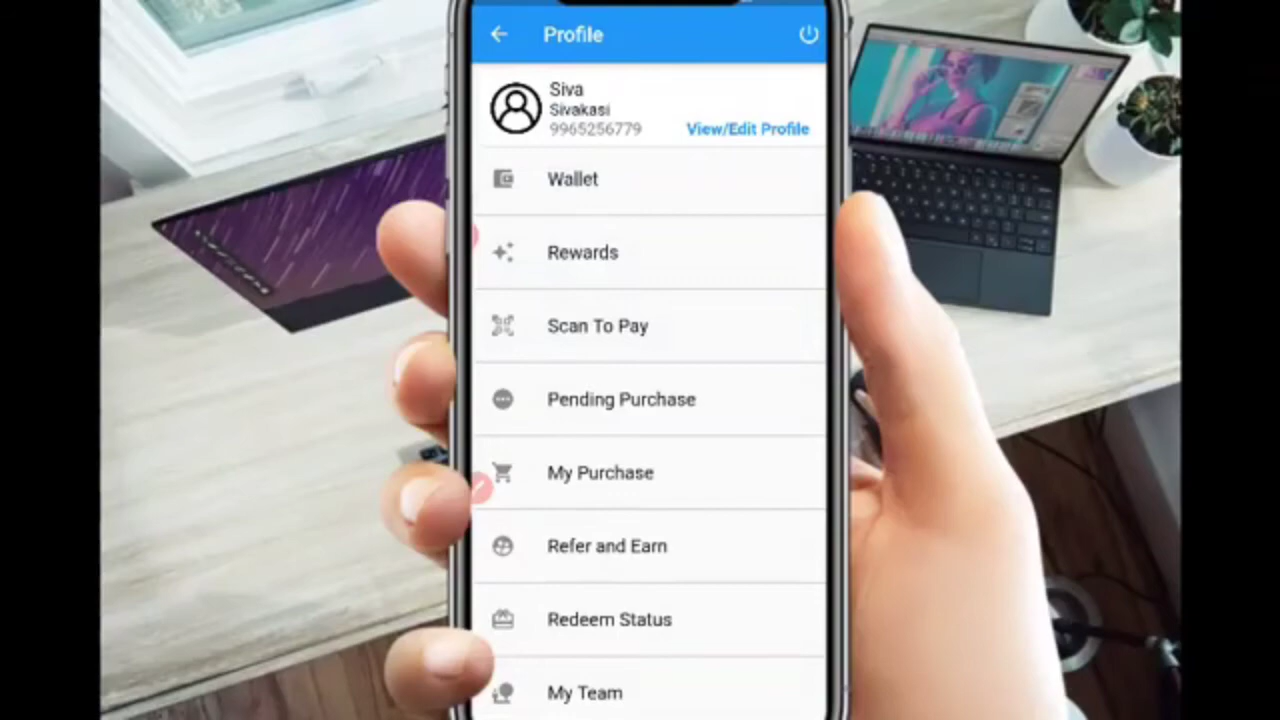 Profile
Siva
Sivakasi
9965256779
View/Edit Profile
Wallet
Rewards
Scan To Pay
Pending Purchase
My Purchase
Refer and Earn
Redeem Status
My Team